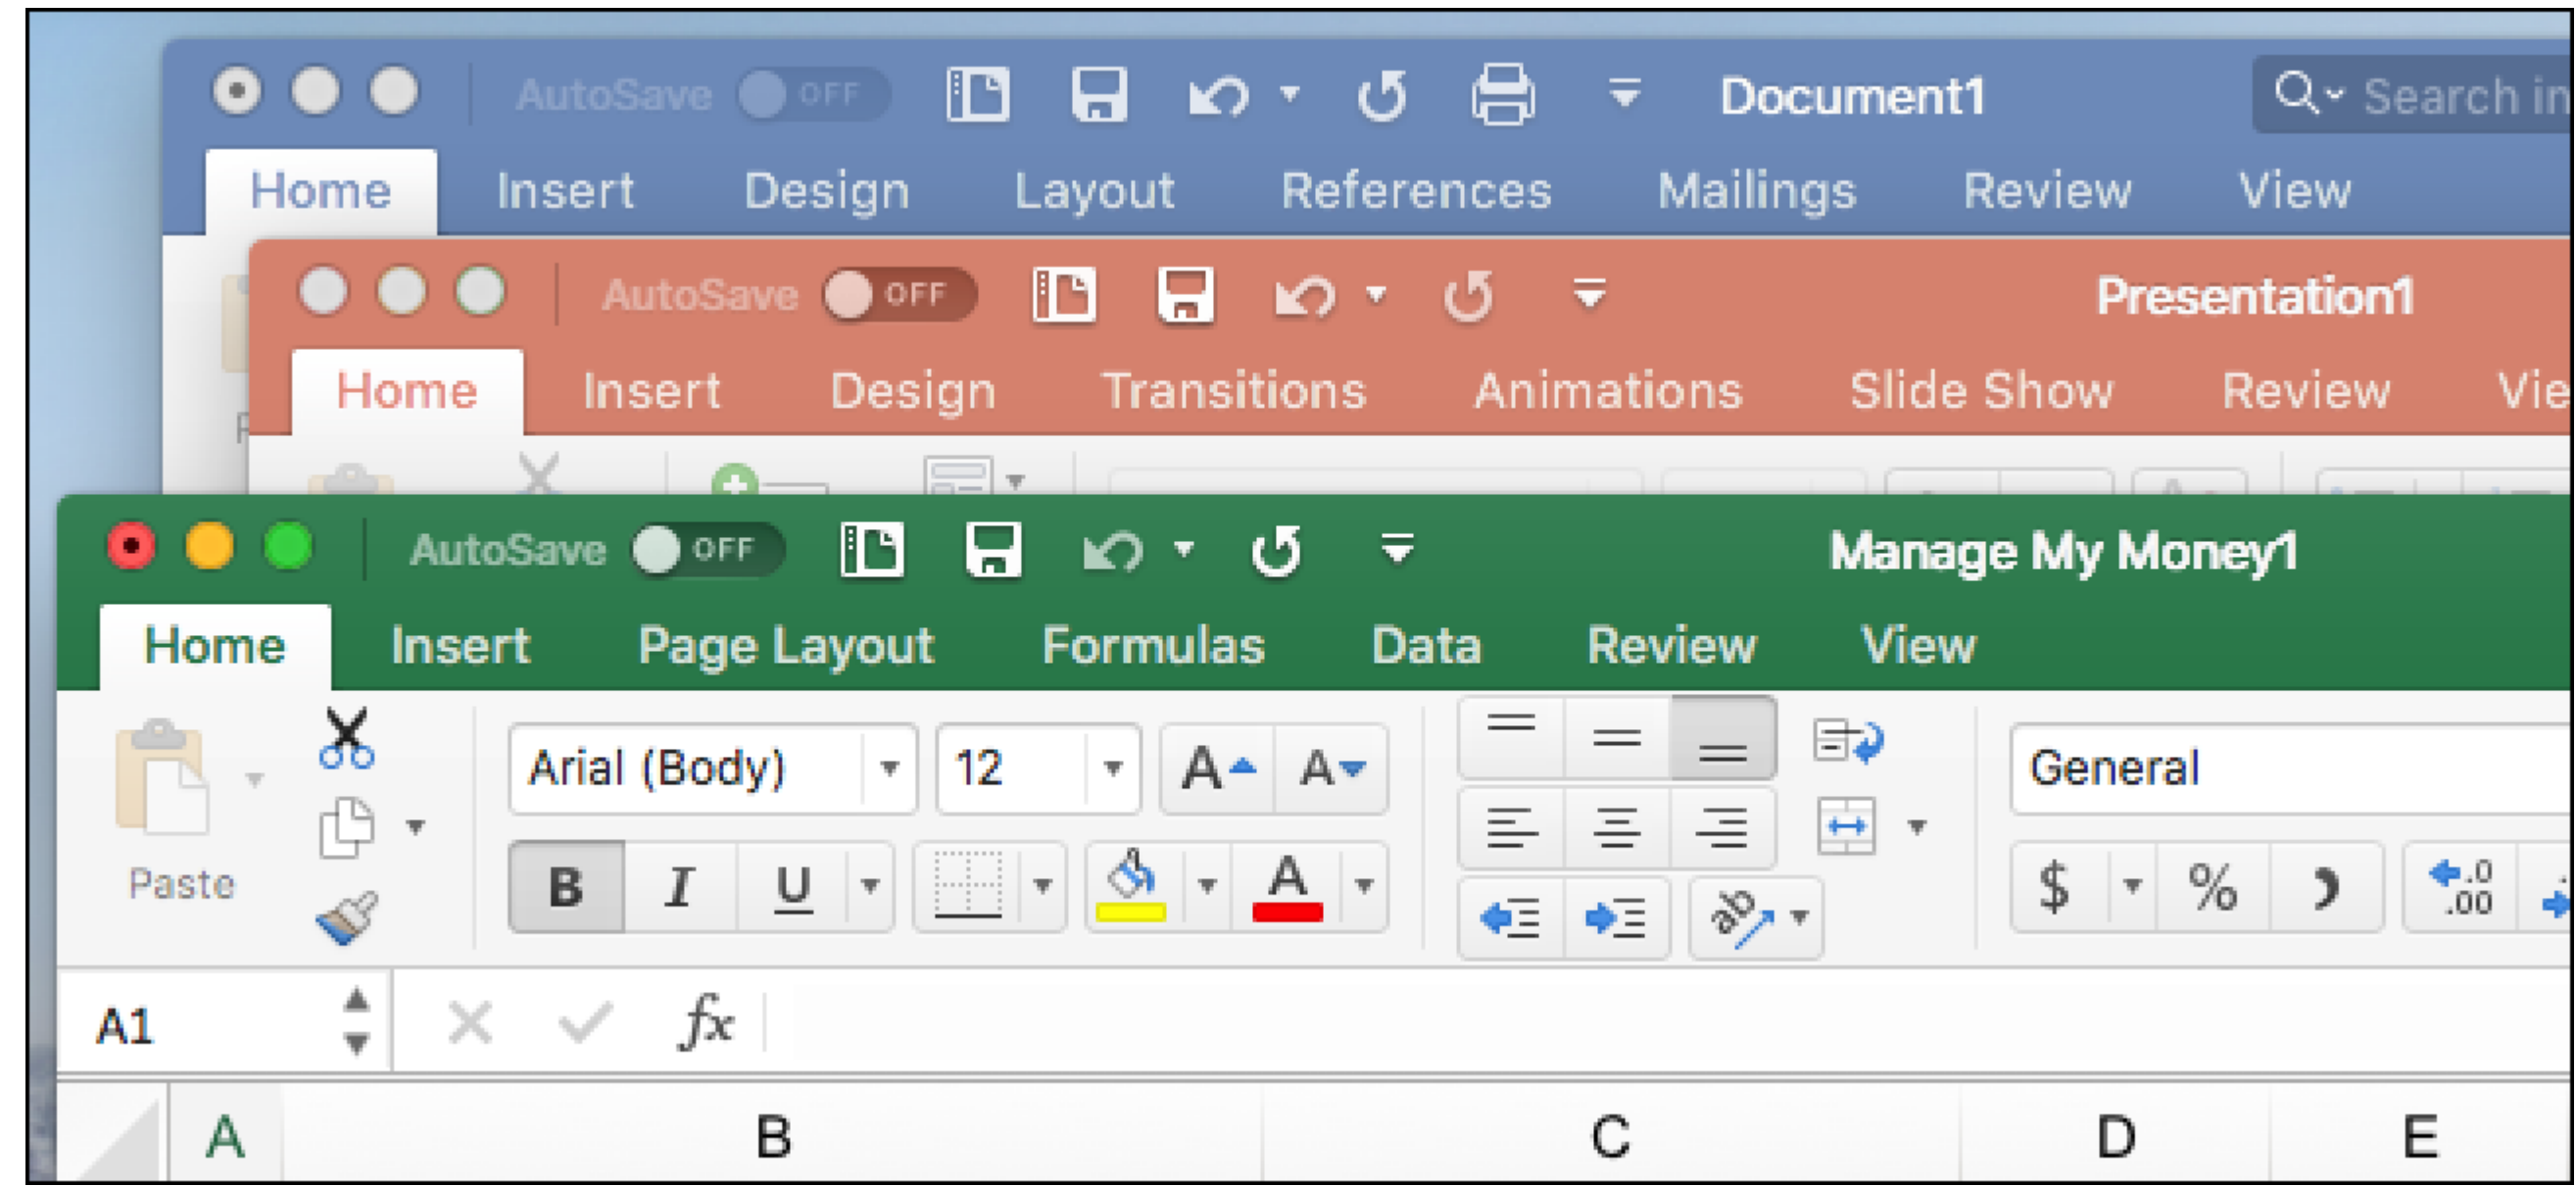 AutoSave OFF Document1 Search in
Home Insert Design Layout References Mailings Review View
AutoSave OFF Presentation1
Home Insert Design Transitions Animations Slide Show Review Vie
AutoSave OFF Manage My Money1
Home Insert Page Layout Formulas Data Review View
Arial (Body) 12 A A General
Paste B I U A ab $ % .0 .00
A1 fx
A B C D E